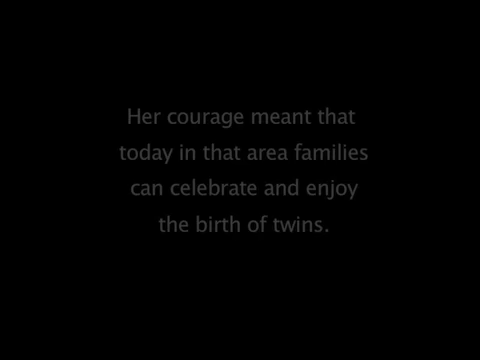 Her courage meant that
today in that area families
can celebrate and enjoy
the birth of twins.